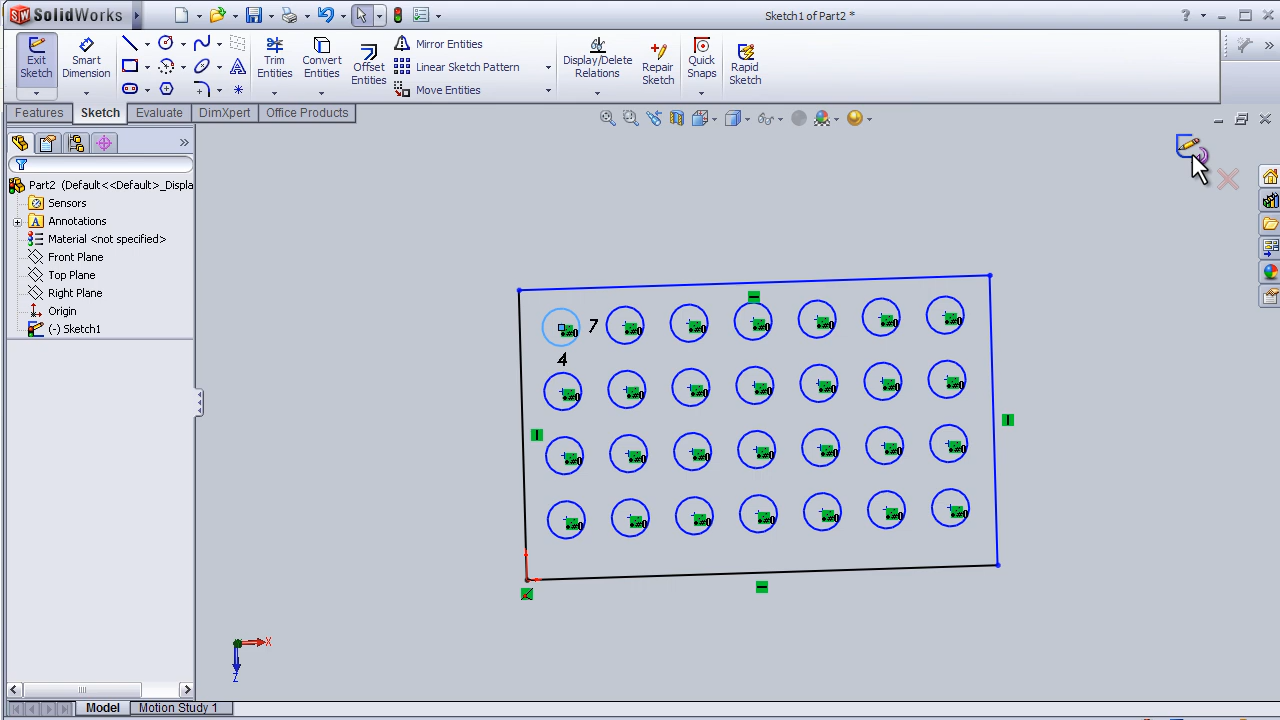 SolidWorks
Sketch1 of Part2 *
Exit Sketch
Smart Dimension
Trim Entities
Convert Entities
Offset Entities
Mirror Entities
Linear Sketch Pattern
Move Entities
Display/Delete Relations
Repair Sketch
Quick Snaps
Rapid Sketch
Features
Sketch
Evaluate
DimXpert
Office Products
Part2 (Default<<Default>_Displa
Sensors
Annotations
Material <not specified>
Front Plane
Top Plane
Right Plane
Origin
(-) Sketch1
7
4
X
Z
Model
Motion Study 1